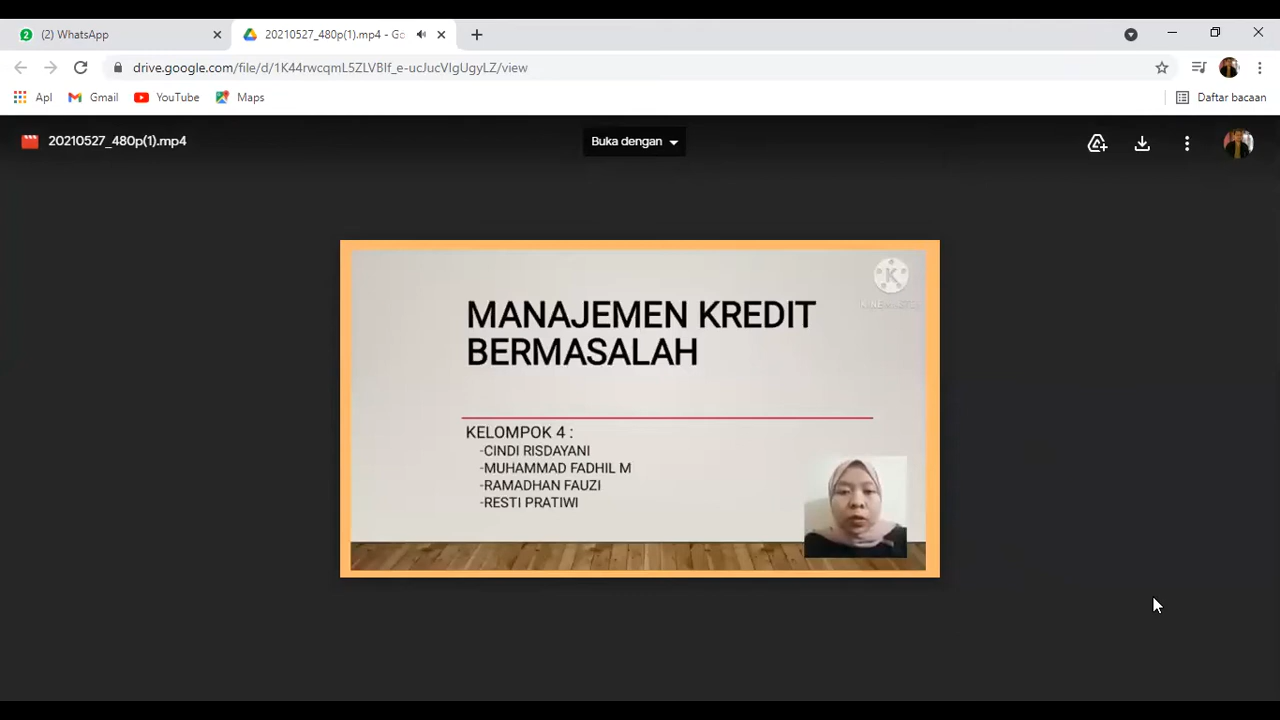 (2) WhatsApp
20210527_480p(1).mp4 - Go
drive.google.com/file/d/1K44rwcqmL5ZLVBIf_e-ucJucVIgUgyLZ/view
Apl
Gmail
YouTube
Maps
Daftar bacaan
20210527_480p(1).mp4
Buka dengan
K
MANAJEMEN KREDIT
BERMASALAH
KELOMPOK 4 :
-CINDI RISDAYANI
-MUHAMMAD FADHIL M
-RAMADHAN FAUZI
-RESTI PRATIWI